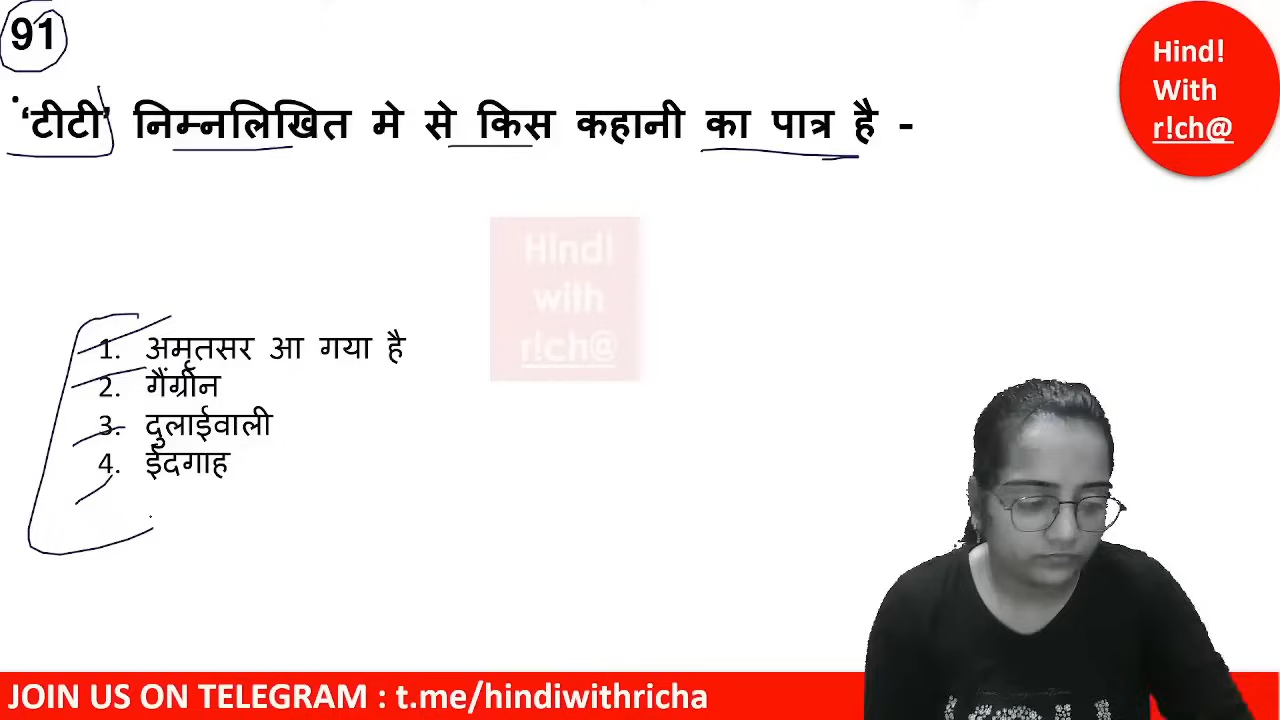 91
Hind!
With
r!ch@
‘टीटी’ निम्नलिखित मे से किस कहानी का पात्र है -
Hind!
with
r!ch@
1. अमृतसर आ गया है
2. गैंग्रीन
3. दुलाईवाली
4. ईदगाह
JOIN US ON TELEGRAM : t.me/hindiwithricha